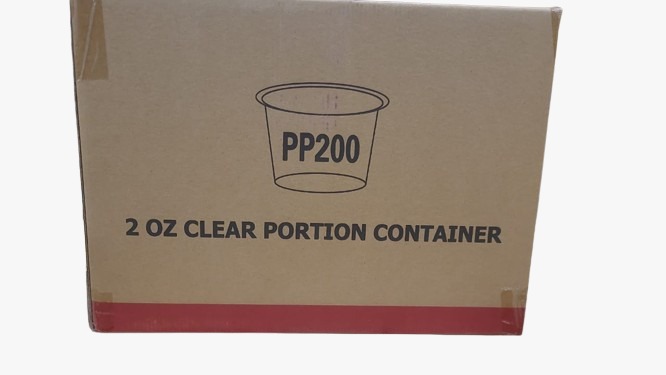 PP200
2 OZ CLEAR PORTION CONTAINER